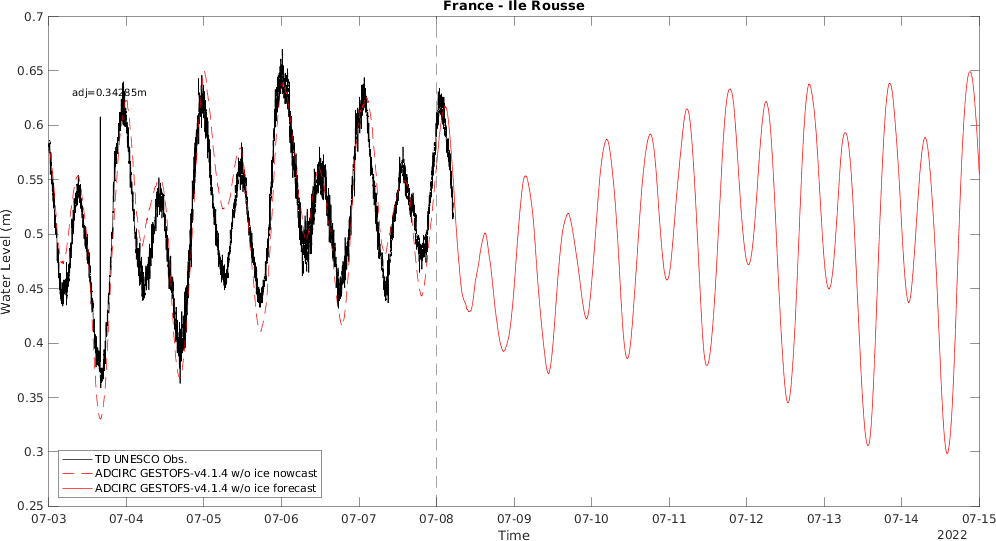 France - Ile Rousse
0.7
0.65
0.6
0.55
0.5
0.45
0.4
0.35
0.3
0.25
Water Level (m)
adj=0.34285m
TD UNESCO Obs.
ADCIRC GESTOFS-v4.1.4 w/o ice nowcast
ADCIRC GESTOFS-v4.1.4 w/o ice forecast
07-03 07-04 07-05 07-06 07-07 07-08 07-09 07-10 07-11 07-12 07-13 07-14 07-15
Time
2022